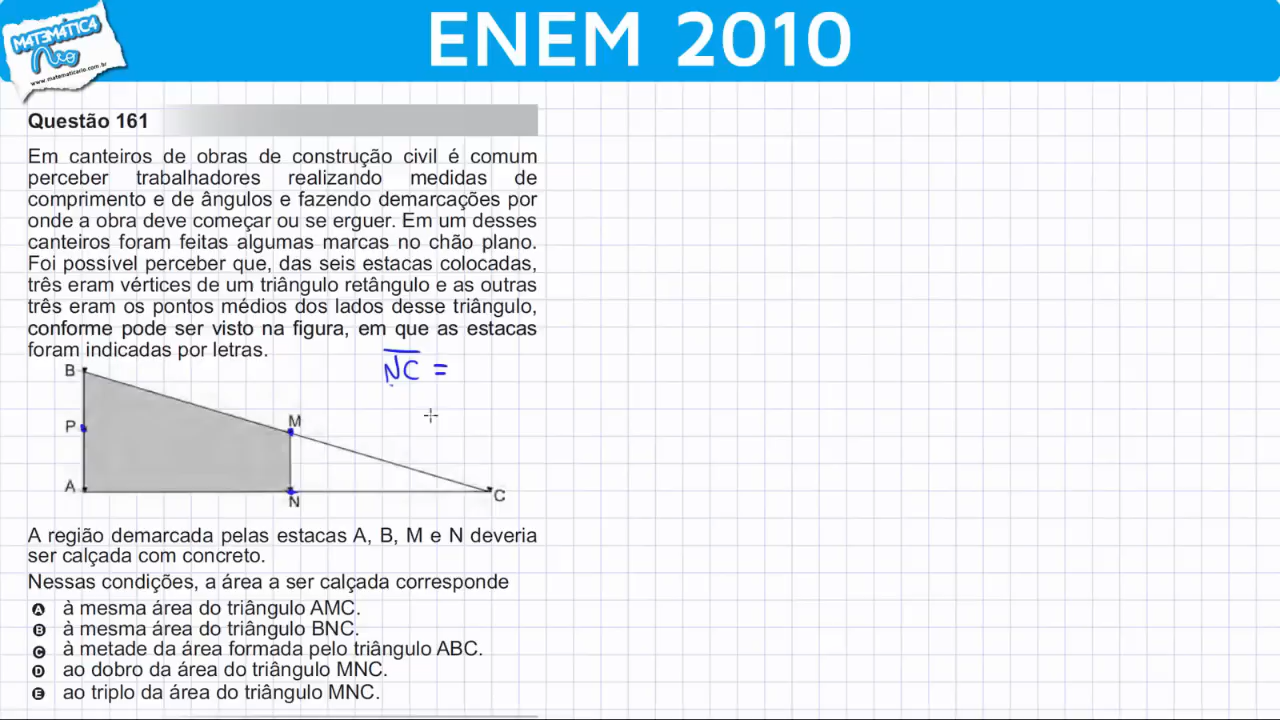 MATEMÁTICA
Rio
www.matematicario.com.br
ENEM 2010
Questão 161
Em canteiros de obras de construção civil é comum
perceber trabalhadores realizando medidas de
comprimento e de ângulos e fazendo demarcações por
onde a obra deve começar ou se erguer. Em um desses
canteiros foram feitas algumas marcas no chão plano.
Foi possível perceber que, das seis estacas colocadas,
três eram vértices de um triângulo retângulo e as outras
três eram os pontos médios dos lados desse triângulo,
conforme pode ser visto na figura, em que as estacas
foram indicadas por letras.
NC =
B
M
P
A
N
C
A região demarcada pelas estacas A, B, M e N deveria
ser calçada com concreto.
Nessas condições, a área a ser calçada corresponde
A à mesma área do triângulo AMC.
B à mesma área do triângulo BNC.
C à metade da área formada pelo triângulo ABC.
D ao dobro da área do triângulo MNC.
E ao triplo da área do triângulo MNC.